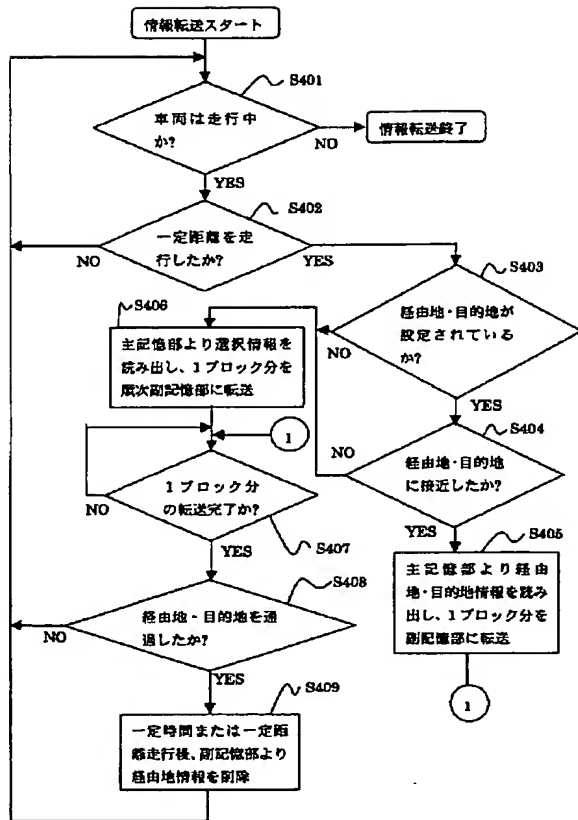 情報転送スタート
S401
車両は走行中
か?
NO
情報転送終了
YES
S402
一定距離を走
行したか?
NO
YES
S403
経由地・目的地が
設定されている
か?
NO
YES
S406
主記憶部より選択情報を
読み出し、1ブロック分を
順次副記憶部に転送
1
S404
経由地・目的地
に接近したか?
NO
YES
1ブロック分
の転送完了か?
NO
S407
YES
S405
主記憶部より経由
地・目的地情報を読み
出し、1ブロック分を
副記憶部に転送
1
S408
経由地・目的地を通
過したか?
NO
YES
S409
一定時間または一定距
離走行後、副記憶部より
経由地情報を削除